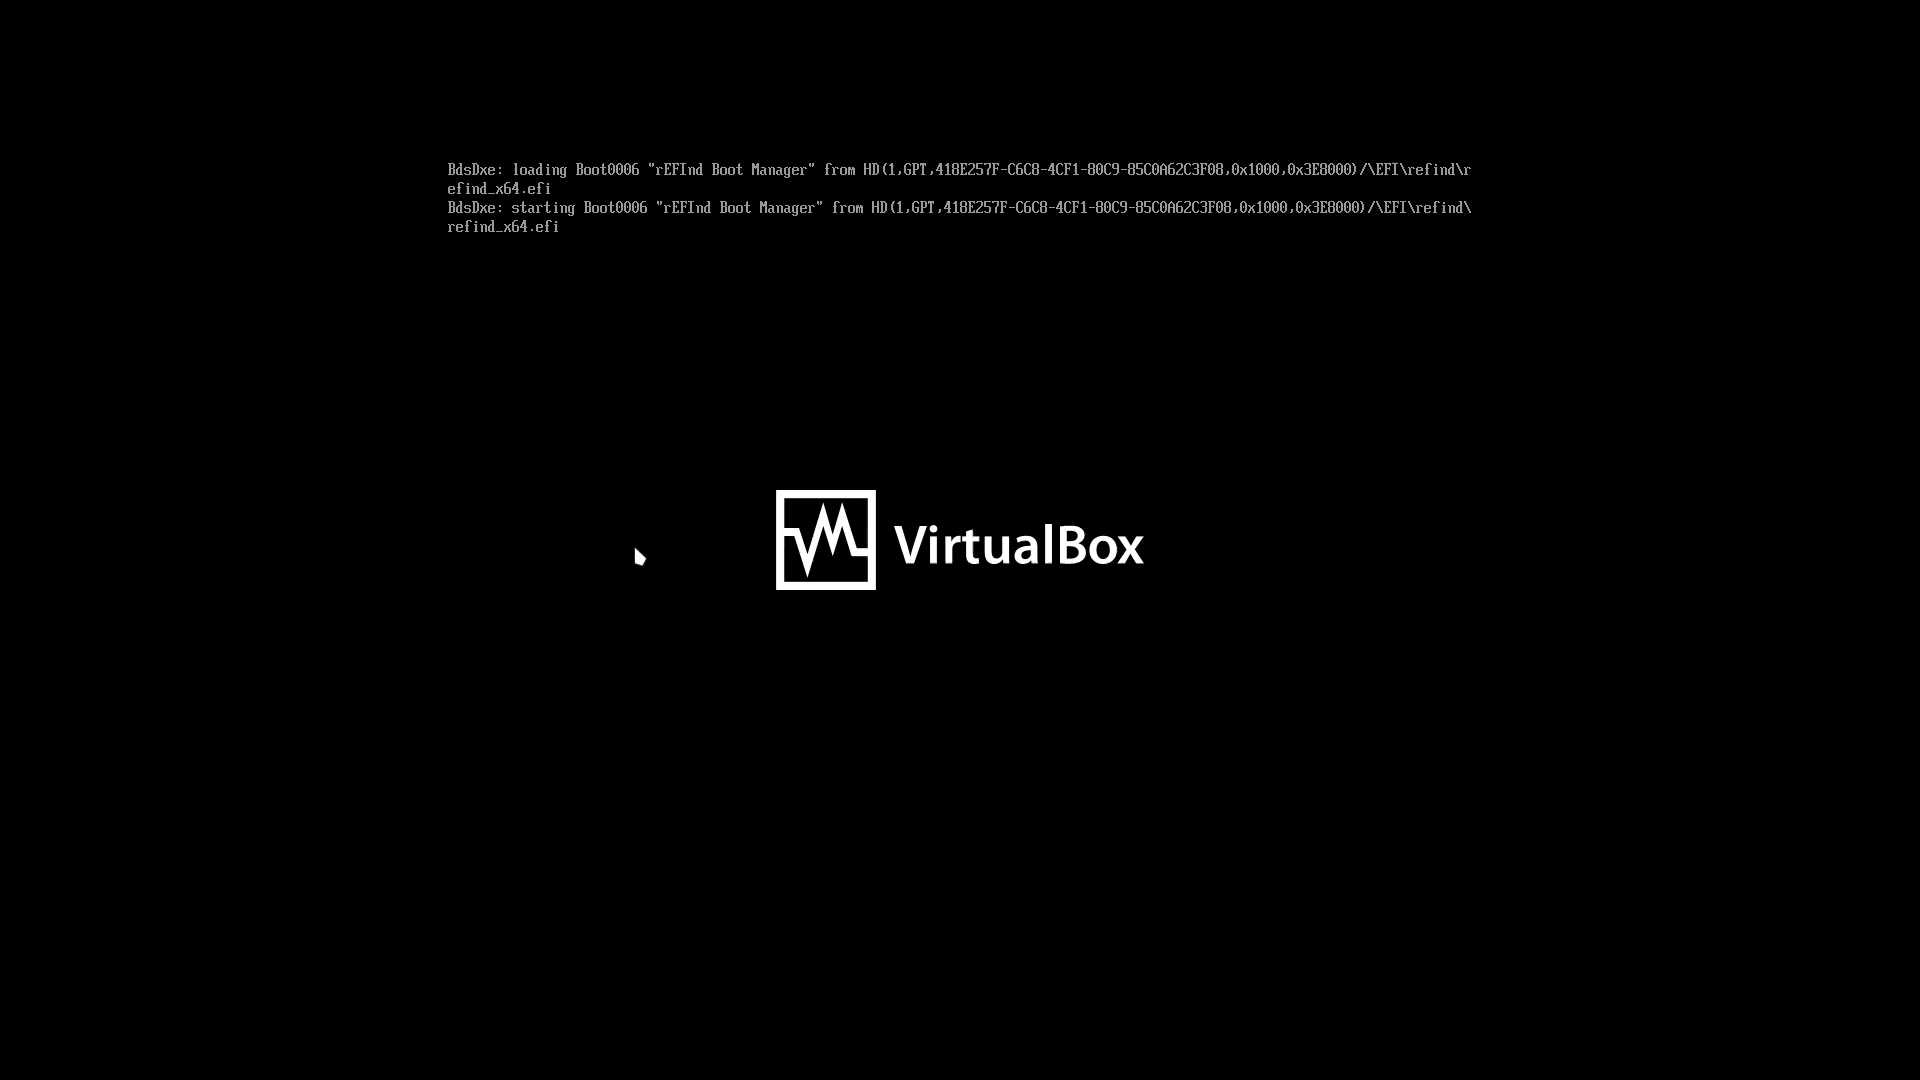 BdsDxe: loading Boot0006 "rEFInd Boot Manager" from HD(1,GPT,418E257F-C6C8-4CF1-80C9-85C0A62C3F08,0x1000,0x3E8000)/\EFI\refind\r
efind_x64.efi
BdsDxe: starting Boot0006 "rEFInd Boot Manager" from HD(1,GPT,418E257F-C6C8-4CF1-80C9-85C0A62C3F08,0x1000,0x3E8000)/\EFI\refind\
refind_x64.efi
VirtualBox